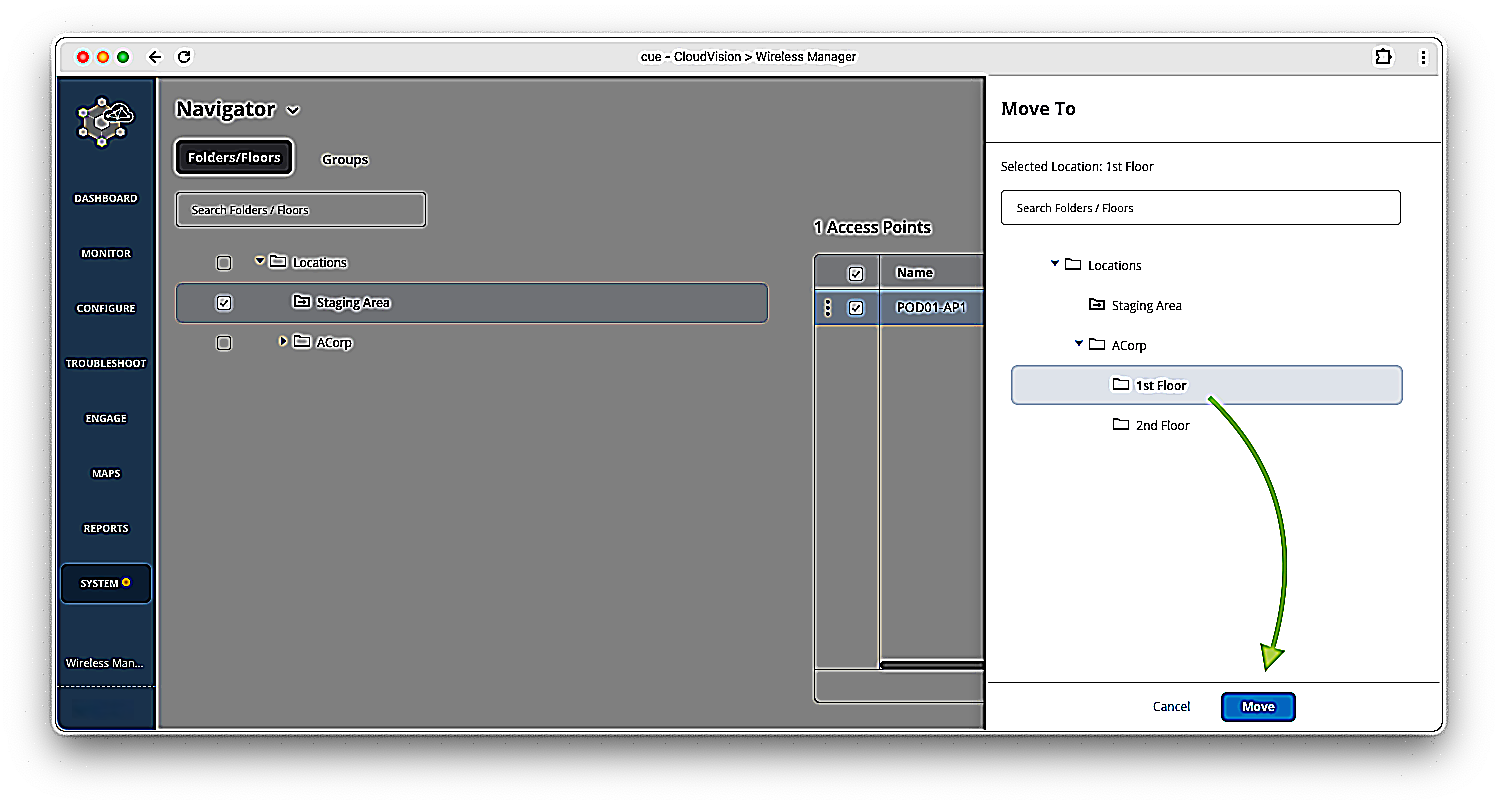 cue - CloudVision > Wireless Manager
DASHBOARD
MONITOR
CONFIGURE
TROUBLESHOOT
ENGAGE
MAPS
REPORTS
SYSTEM
Wireless Man...
Navigator
Folders/Floors
Groups
Search Folders / Floors
Locations
Staging Area
ACorp
1 Access Points
Name
POD01-AP1
Move To
Selected Location: 1st Floor
Search Folders / Floors
Locations
Staging Area
ACorp
1st Floor
2nd Floor
Cancel
Move